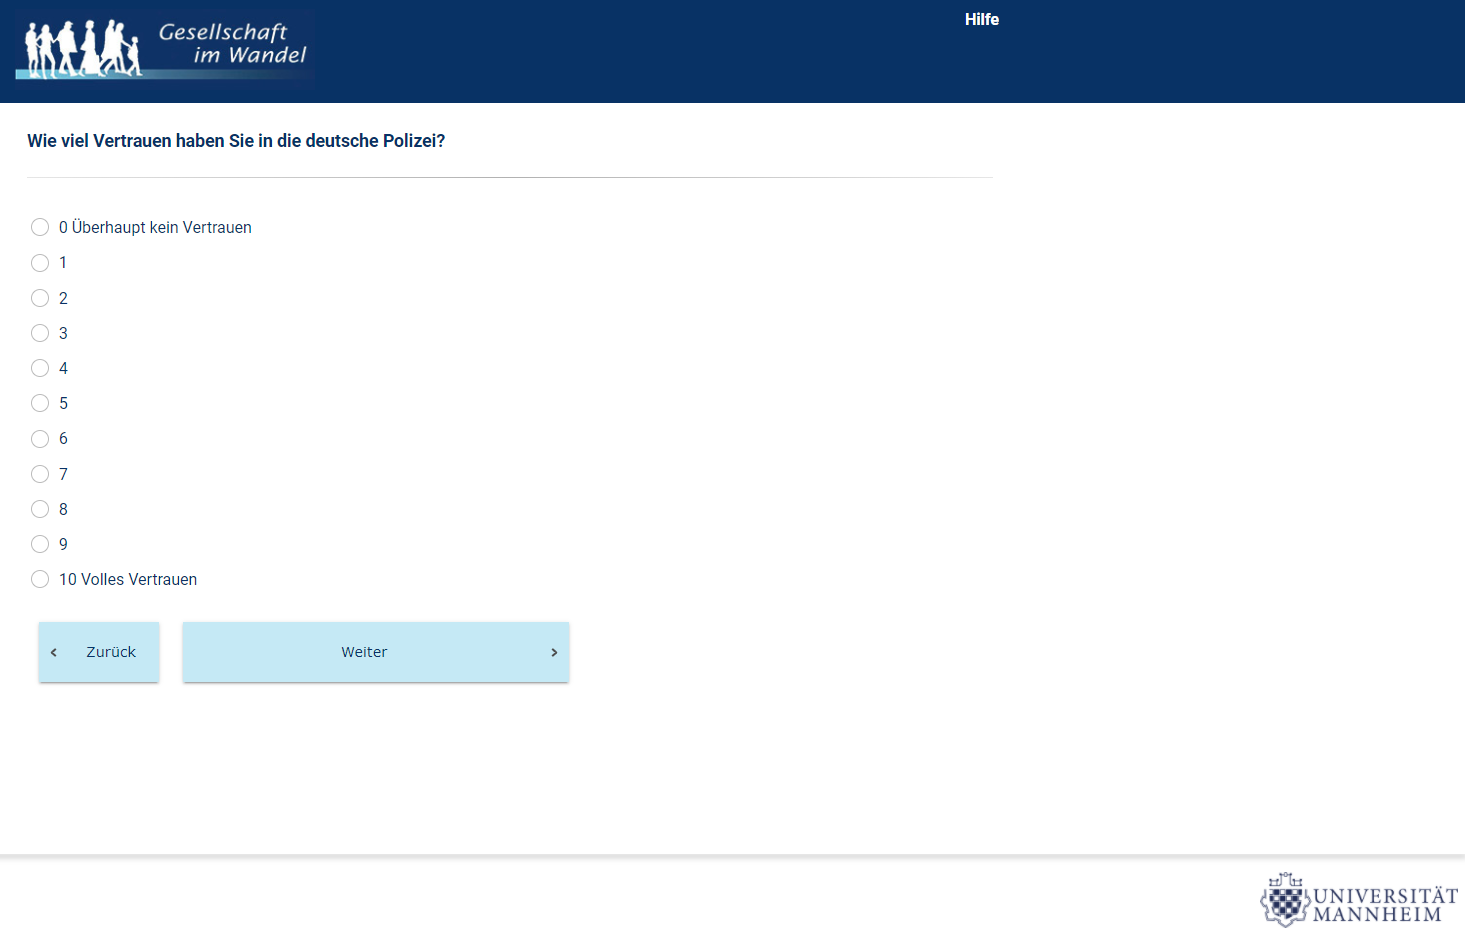 Gesellschaft
im Wandel
Hilfe
Wie viel Vertrauen haben Sie in die deutsche Polizei?
0 Überhaupt kein Vertrauen
1
2
3
4
5
6
7
8
9
10 Volles Vertrauen
Zurück
Weiter
UNIVERSITÄT
MANNHEIM